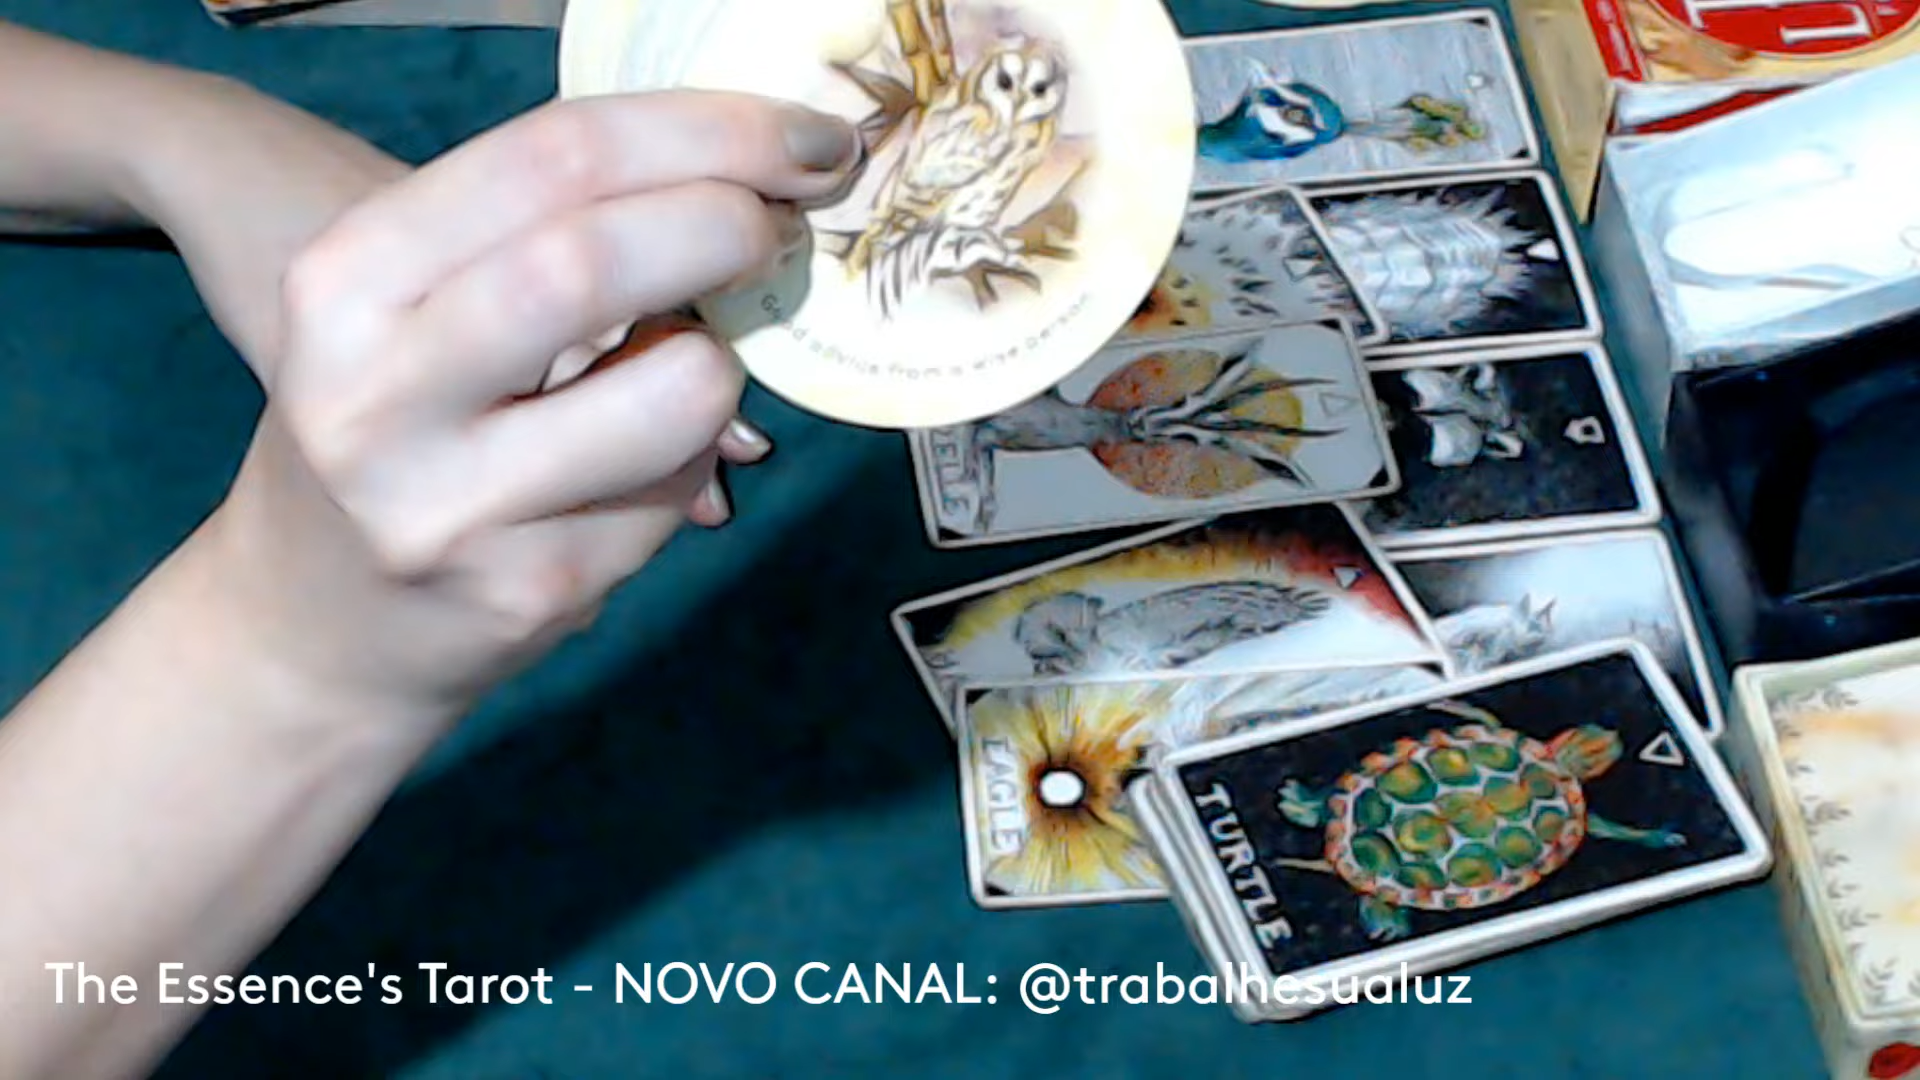 Good advice from a wise person
EAGLE
TURTLE
The Essence's Tarot - NOVO CANAL: @trabalhesualuz